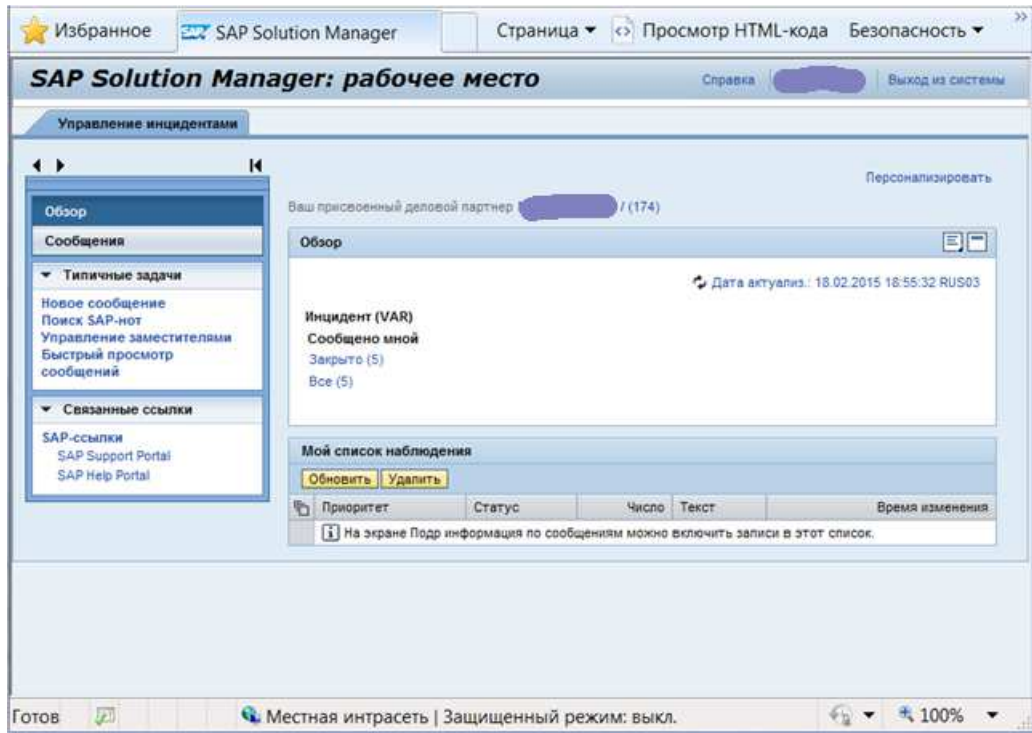 Избранное SAP Solution Manager Страница Просмотр HTML-кода Безопасность »
SAP Solution Manager: рабочее место Справка Выход из системы
Управление инцидентами
Персонализировать
Ваш присвоенный деловой партнер / (174)
Обзор
Сообщения
Типичные задачи
Новое сообщение
Поиск SAP-нот
Управление заместителями
Быстрый просмотр
сообщений
Связанные ссылки
SAP-ссылки
SAP Support Portal
SAP Help Portal
Обзор
Дата актуализ.: 18.02.2015 18:55:32 RUS03
Инцидент (VAR)
Сообщено мной
Закрыто (5)
Все (5)
Мой список наблюдения
Обновить Удалить
Приоритет Статус Число Текст Время изменения
На экране Подр информация по сообщениям можно включить записи в этот список.
Готов Местная интрасеть | Защищенный режим: выкл. 100%